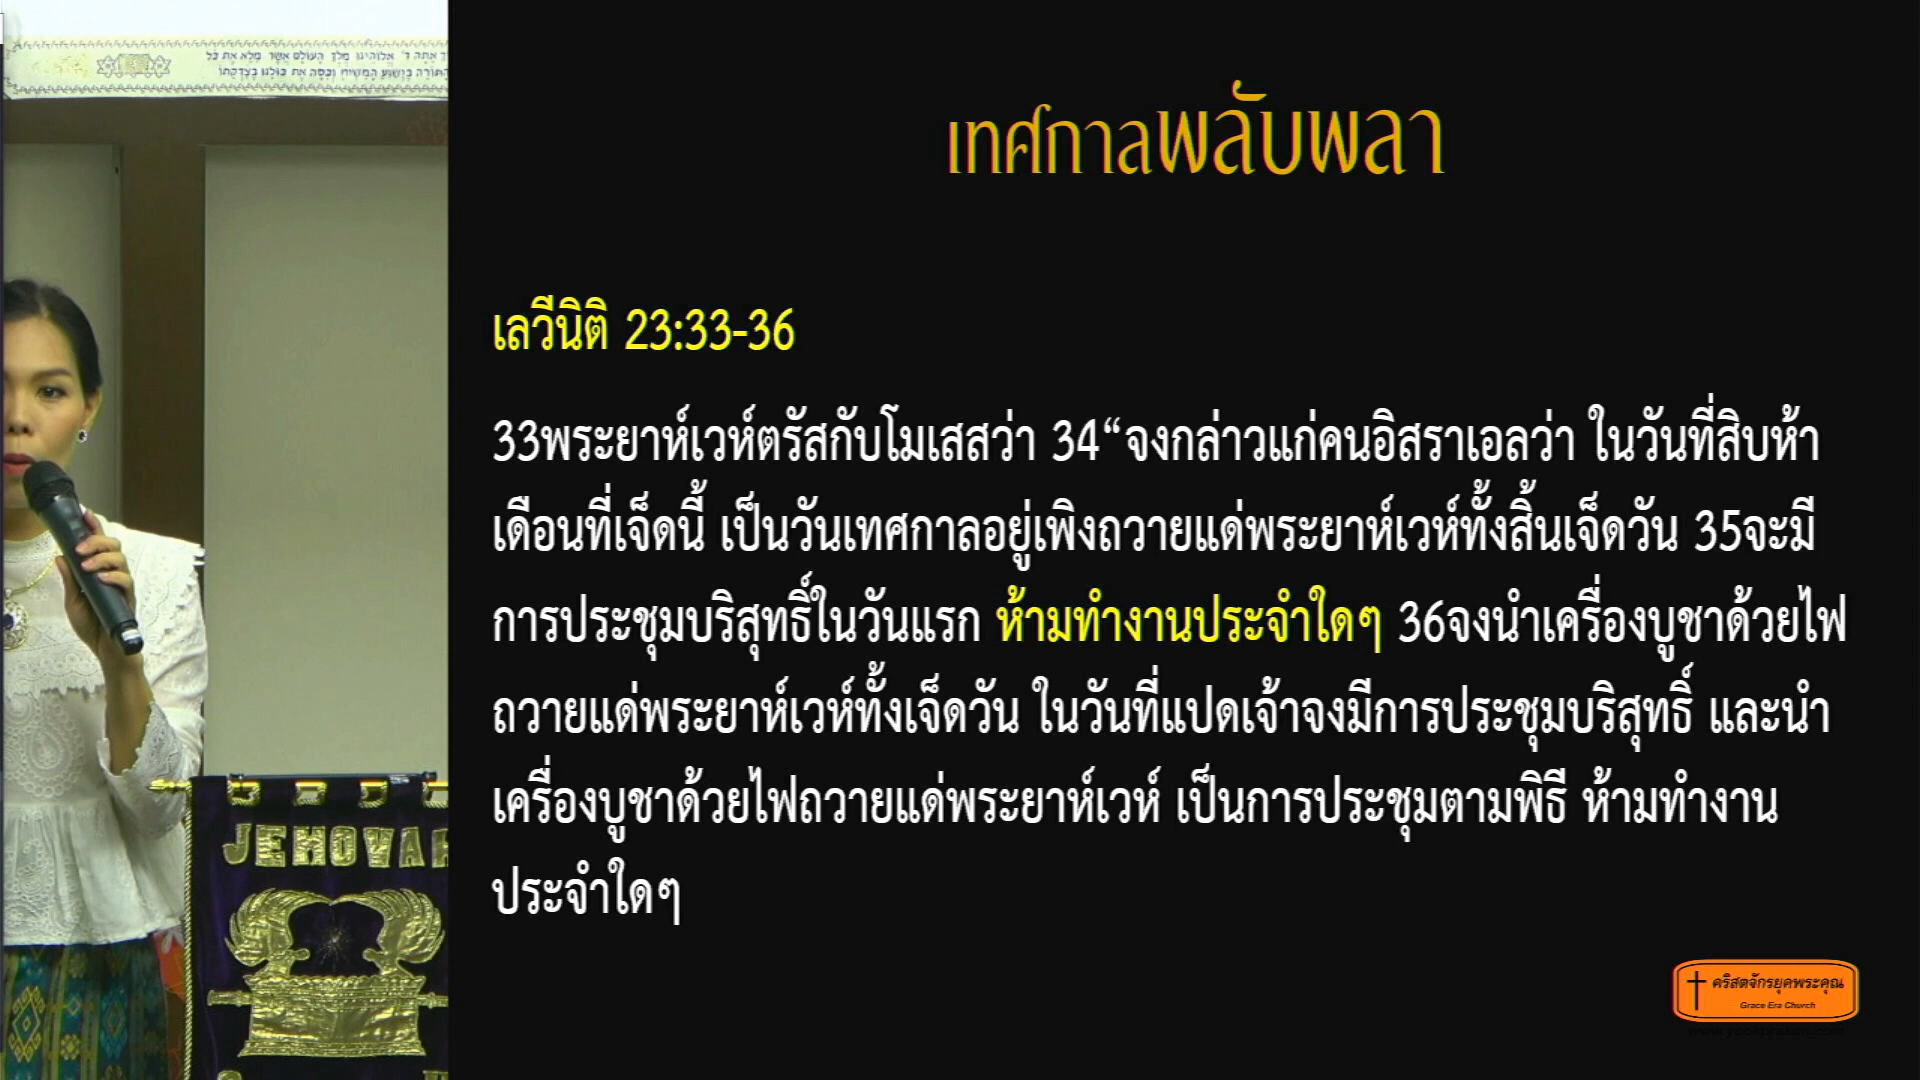 เทศกาลพลับพลา
เลวีนิติ 23:33-36
33พระยาห์เวห์ตรัสกับโมเสสว่า 34“จงกล่าวแก่คนอิสราเอลว่า ในวันที่สิบห้า
เดือนที่เจ็ดนี้ เป็นวันเทศกาลอยู่เพิงถวายแด่พระยาห์เวห์ทั้งสิ้นเจ็ดวัน 35จะมี
การประชุมบริสุทธิ์ในวันแรก ห้ามทำงานประจำใดๆ 36จงนำเครื่องบูชาด้วยไฟ
ถวายแด่พระยาห์เวห์ทั้งเจ็ดวัน ในวันที่แปดเจ้าจงมีการประชุมบริสุทธิ์ และนำ
เครื่องบูชาด้วยไฟถวายแด่พระยาห์เวห์ เป็นการประชุมตามพิธี ห้ามทำงาน
ประจำใดๆ
JEHOVAH
คริสตจักรยุคพระคุณ
Grace Era Church